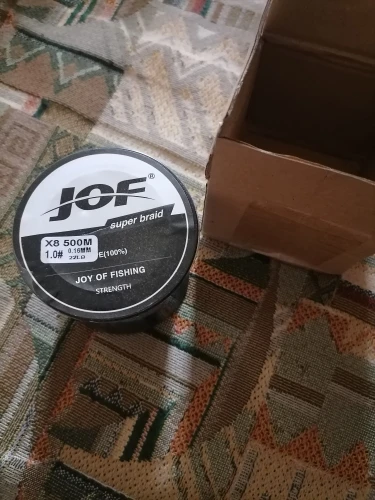 JOF®
super braid
X8 500M
1.0# 0.16MM
22LB
E(100%)
JOY OF FISHING
STRENGTH